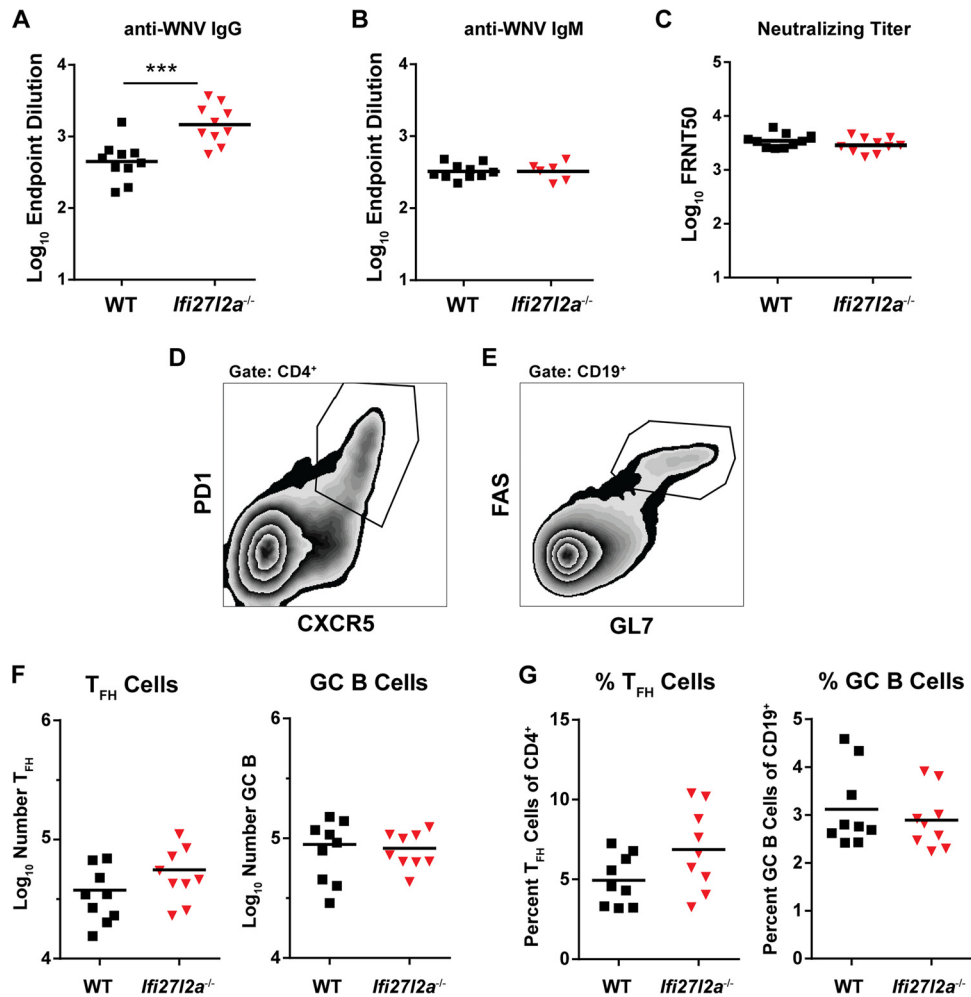 A
anti-WNV IgG
Log₁₀ Endpoint Dilution
4
3
2
1
***
WT
Ifi27l2a⁻/⁻
B
anti-WNV IgM
Log₁₀ Endpoint Dilution
4
3
2
1
WT
Ifi27l2a⁻/⁻
C
Neutralizing Titer
Log₁₀ FRNT50
5
4
3
2
1
WT
Ifi27l2a⁻/⁻
D
Gate: CD4⁺
PD1
CXCR5
E
Gate: CD19⁺
FAS
GL7
F
T_FH Cells
Log₁₀ Number T_FH
6
5
4
WT
Ifi27l2a⁻/⁻
GC B Cells
Log₁₀ Number GC B
6
5
4
WT
Ifi27l2a⁻/⁻
G
% T_FH Cells
Percent T_FH Cells of CD4⁺
15
10
5
0
WT
Ifi27l2a⁻/⁻
% GC B Cells
Percent GC B Cells of CD19⁺
5
4
3
2
1
0
WT
Ifi27l2a⁻/⁻